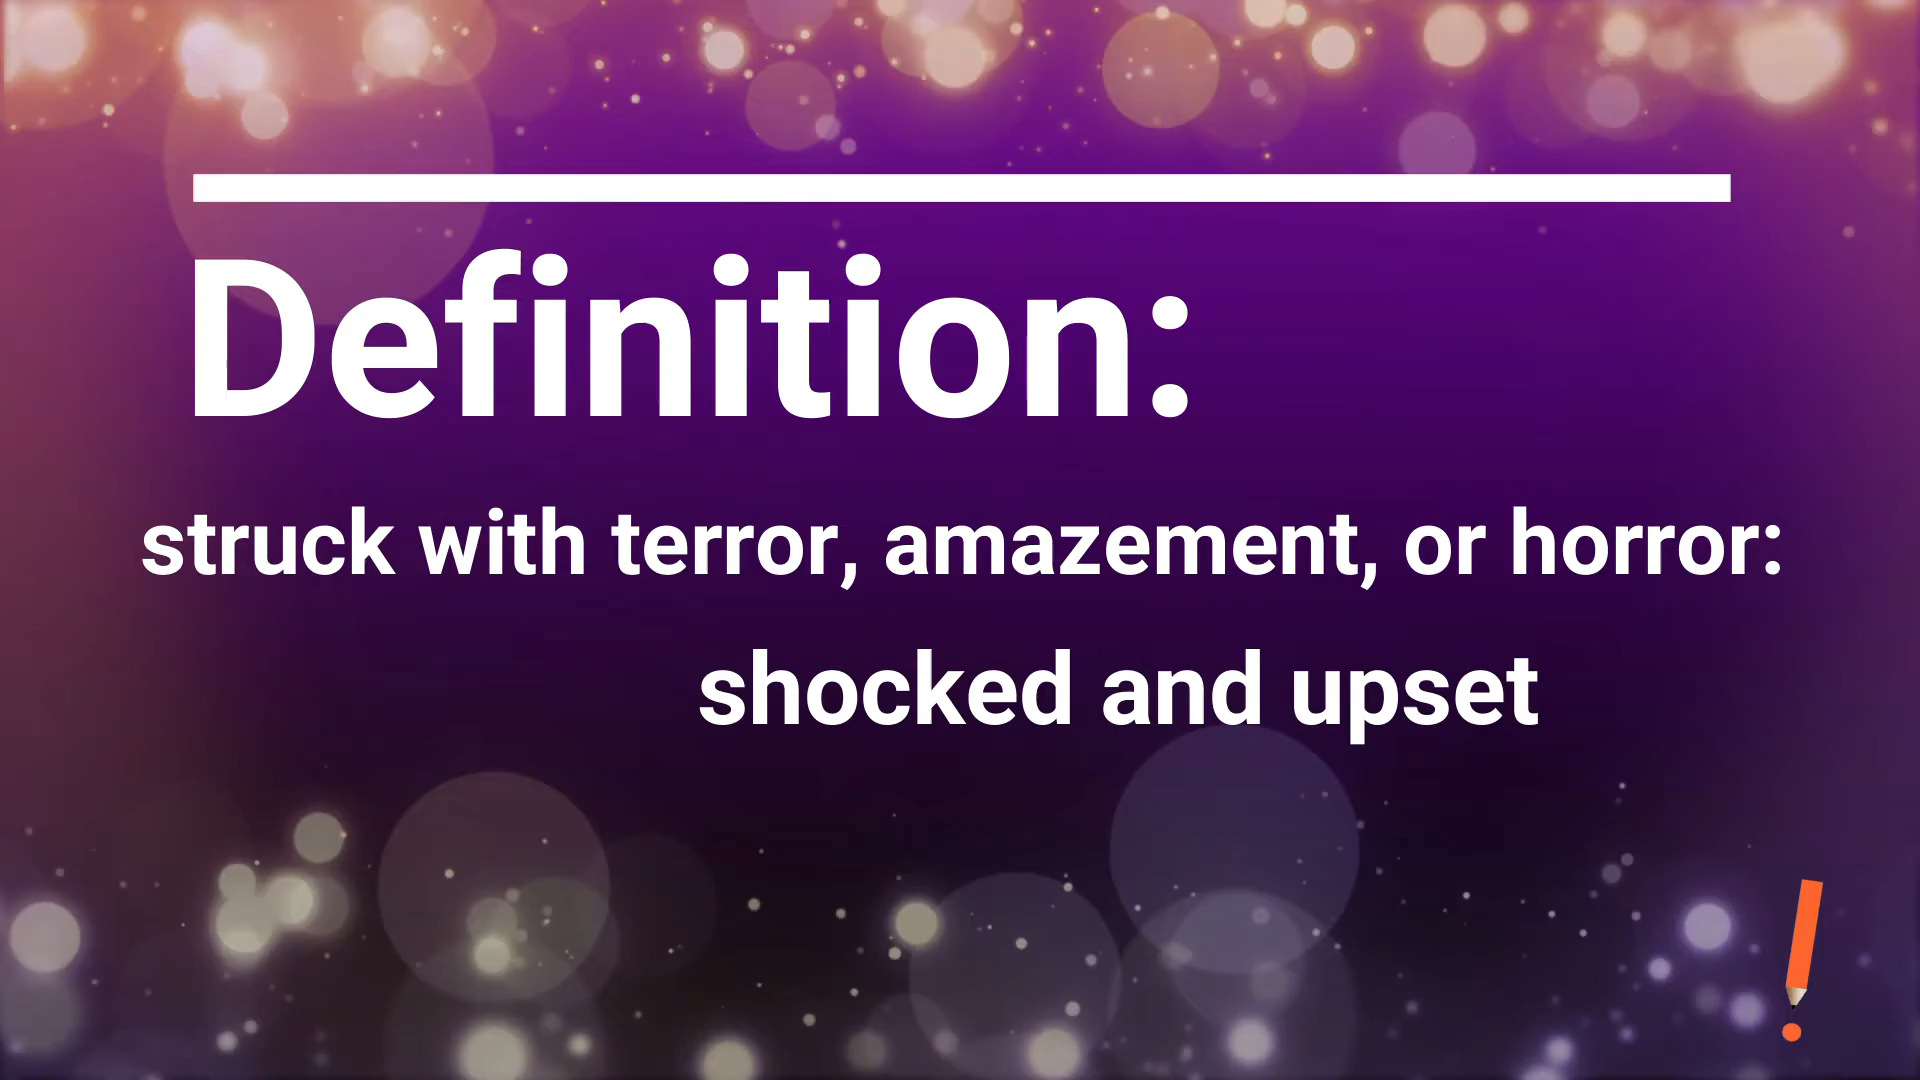 Definition:
struck with terror, amazement, or horror:
shocked and upset